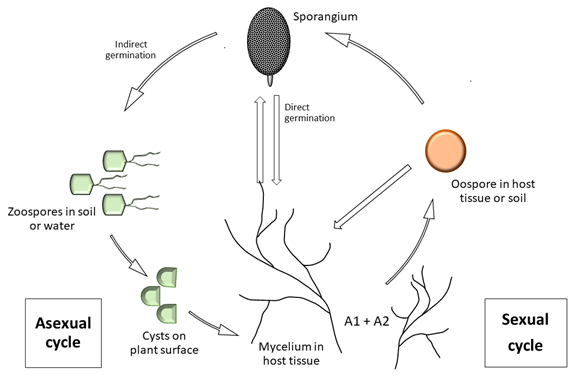 Sporangium
Indirect
germination
Direct
germination
Oospore in host
tissue or soil
Zoospores in soil
or water
Cysts on
plant surface
Mycelium in
host tissue
A1 + A2
Asexual
cycle
Sexual
cycle